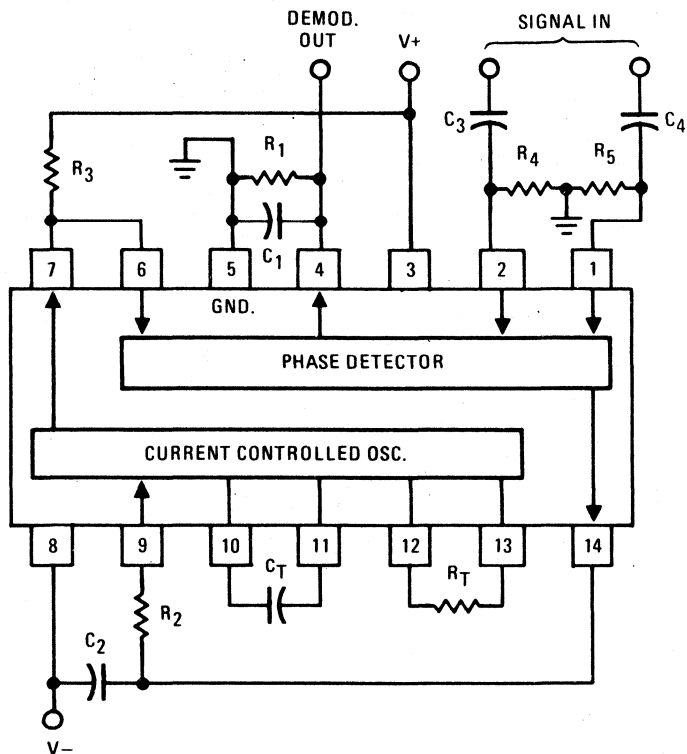 DEMOD.
OUT
V+
SIGNAL IN
C3
C4
R3
R1
R4
R5
C1
7
6
5
4
3
2
1
GND.
PHASE DETECTOR
CURRENT CONTROLLED OSC.
8
9
10
11
12
13
14
CT
RT
R2
C2
V−